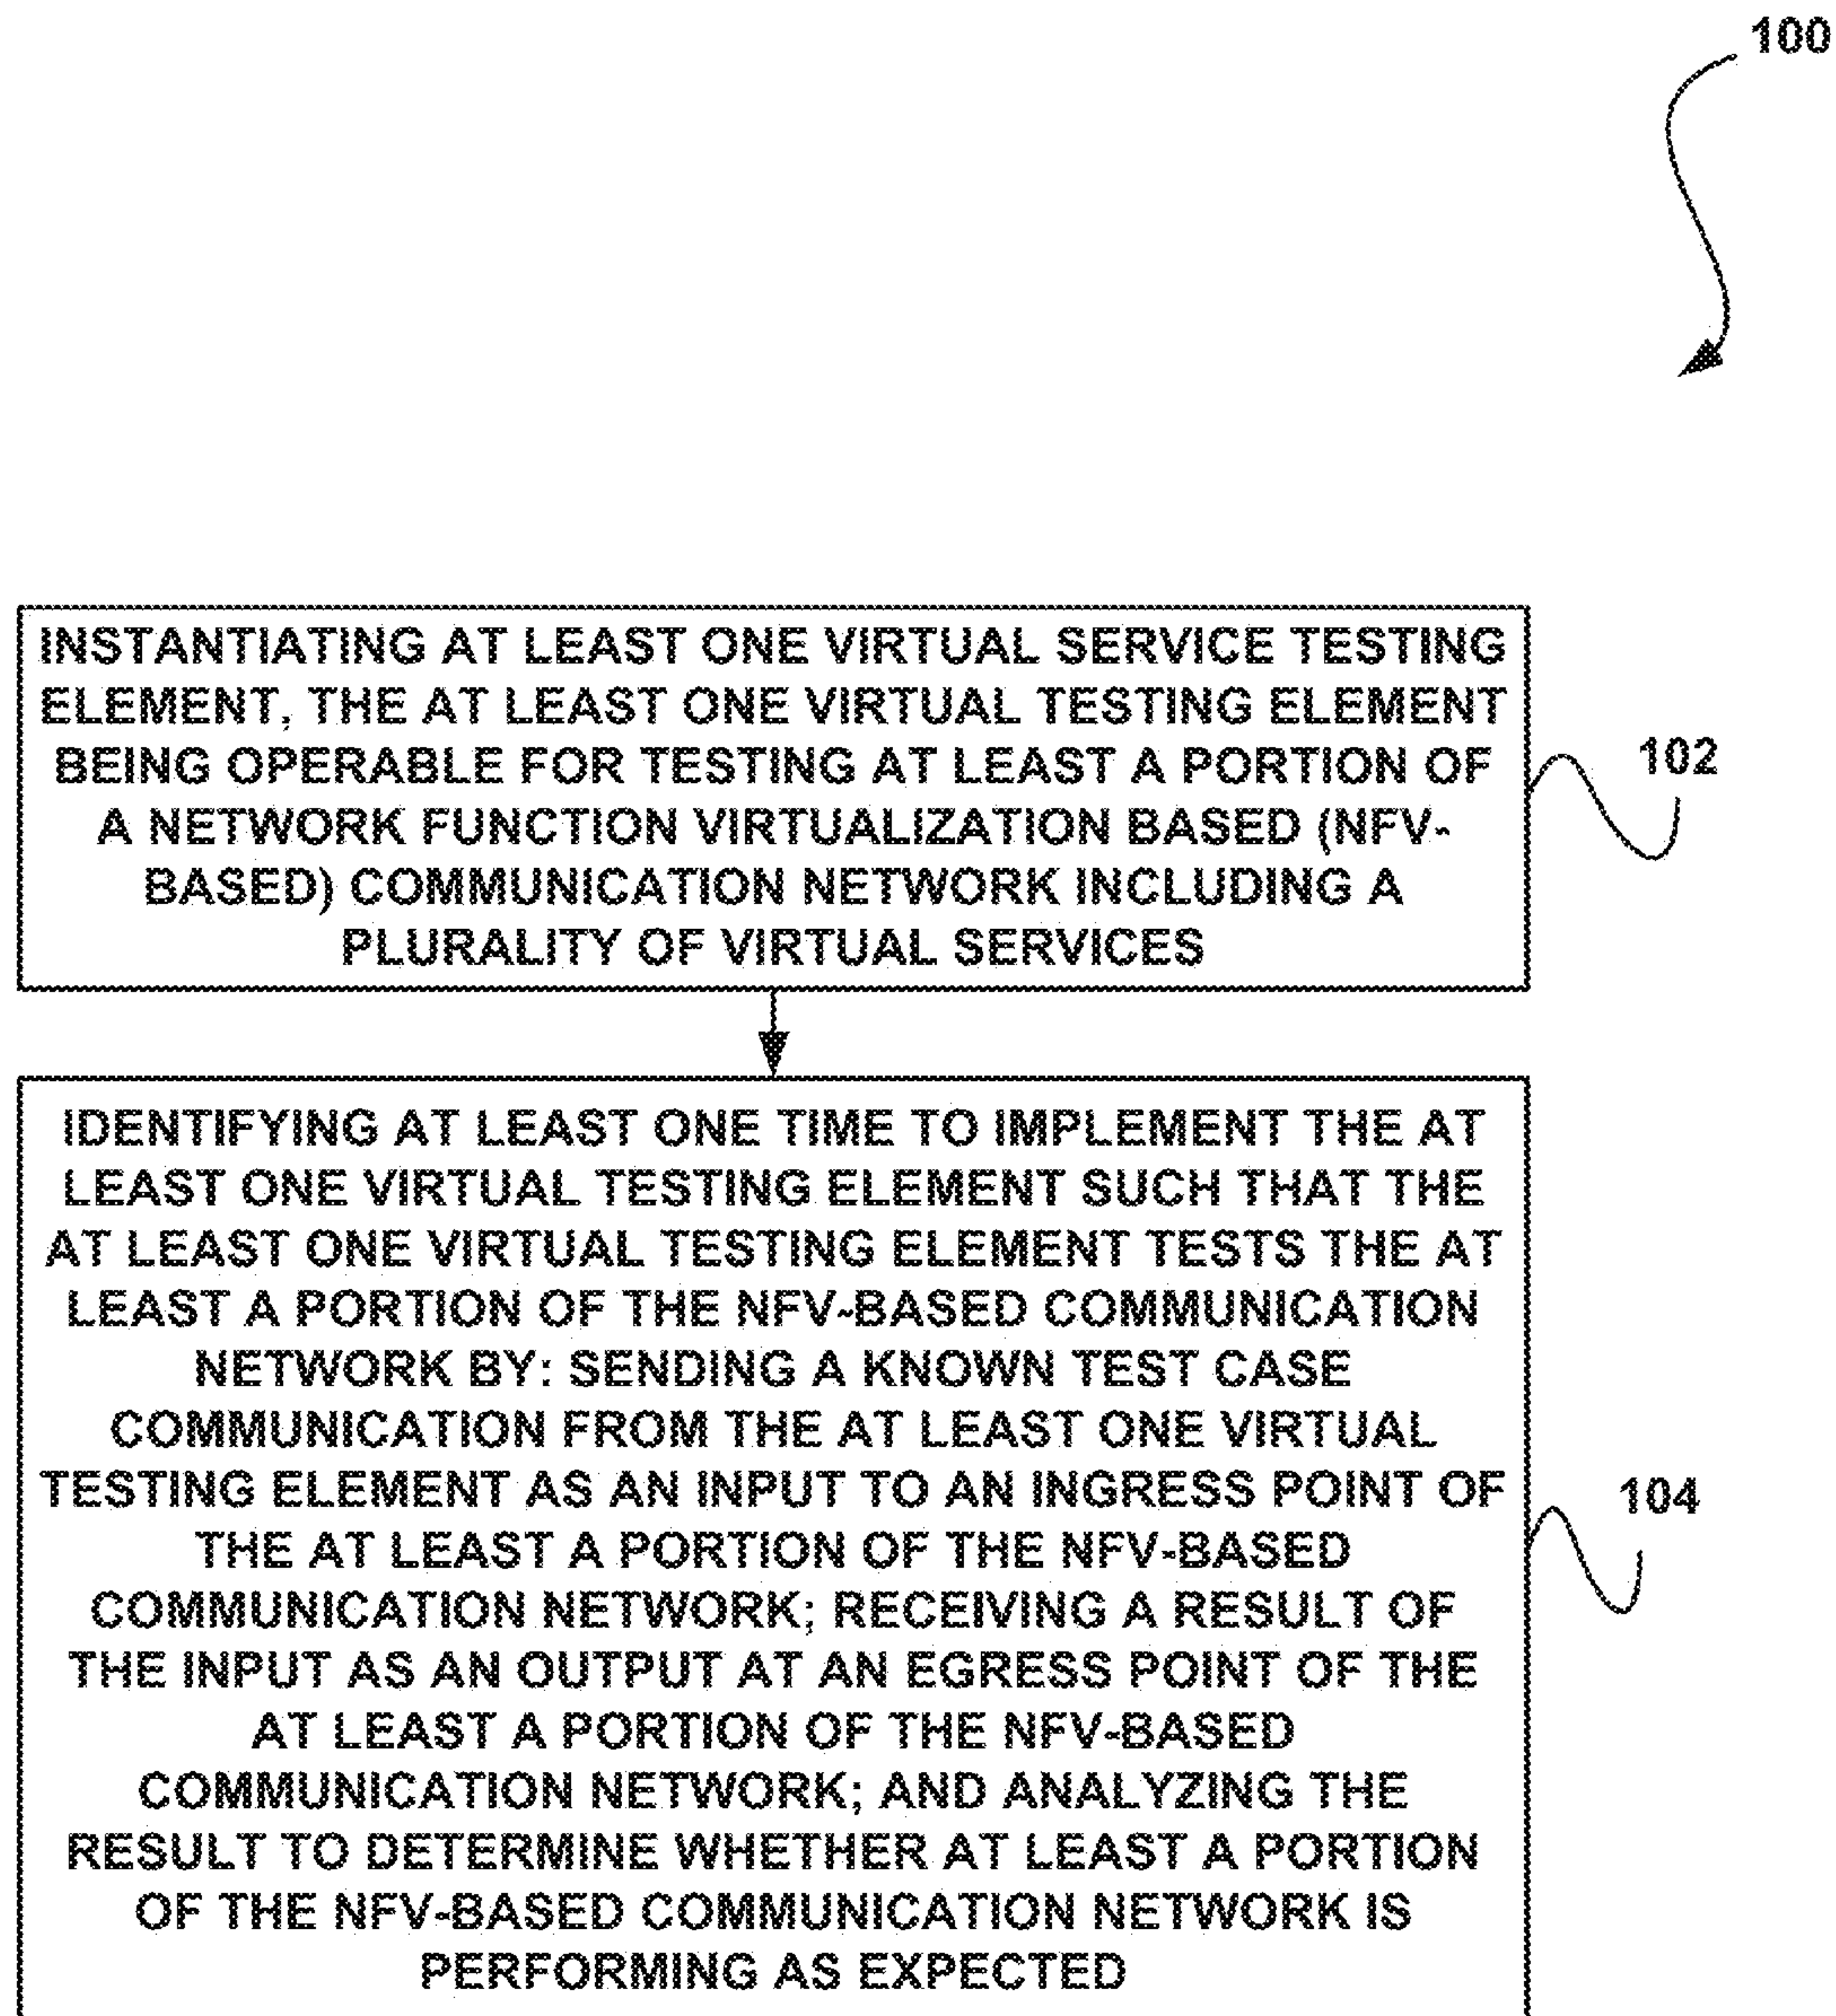 100
INSTANTIATING AT LEAST ONE VIRTUAL SERVICE TESTING
ELEMENT, THE AT LEAST ONE VIRTUAL TESTING ELEMENT
BEING OPERABLE FOR TESTING AT LEAST A PORTION OF
A NETWORK FUNCTION VIRTUALIZATION BASED (NFV-
BASED) COMMUNICATION NETWORK INCLUDING A
PLURALITY OF VIRTUAL SERVICES
102
IDENTIFYING AT LEAST ONE TIME TO IMPLEMENT THE AT
LEAST ONE VIRTUAL TESTING ELEMENT SUCH THAT THE
AT LEAST ONE VIRTUAL TESTING ELEMENT TESTS THE AT
LEAST A PORTION OF THE NFV-BASED COMMUNICATION
NETWORK BY: SENDING A KNOWN TEST CASE
COMMUNICATION FROM THE AT LEAST ONE VIRTUAL
TESTING ELEMENT AS AN INPUT TO AN INGRESS POINT OF
THE AT LEAST A PORTION OF THE NFV-BASED
COMMUNICATION NETWORK; RECEIVING A RESULT OF
THE INPUT AS AN OUTPUT AT AN EGRESS POINT OF THE
AT LEAST A PORTION OF THE NFV-BASED
COMMUNICATION NETWORK; AND ANALYZING THE
RESULT TO DETERMINE WHETHER AT LEAST A PORTION
OF THE NFV-BASED COMMUNICATION NETWORK IS
PERFORMING AS EXPECTED
104